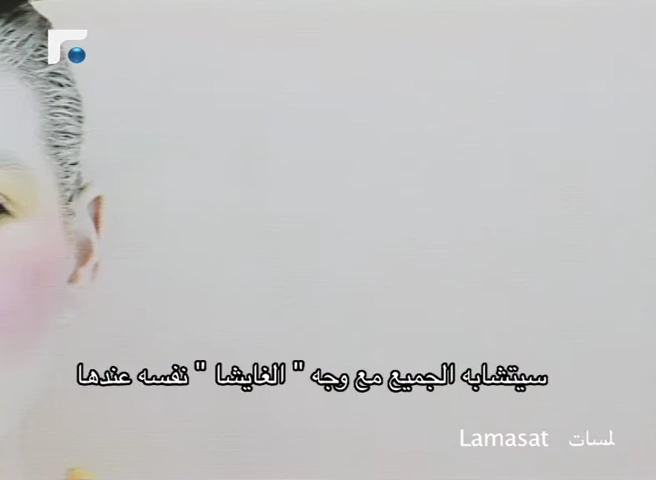 سيتشابه الجميع مع وجه " الغايشا " نفسه عندها
Lamasat لمسات